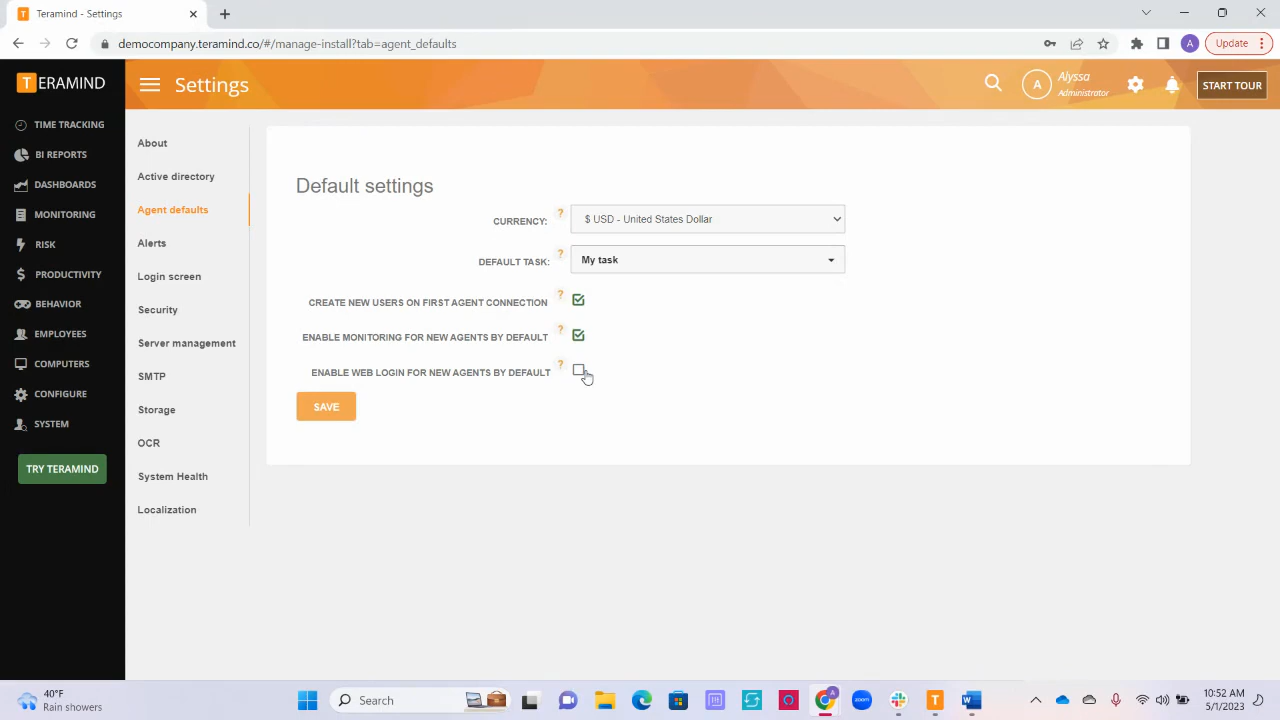 Teramind - Settings
democompany.teramind.co/#/manage-install?tab=agent_defaults
A
Update
TERAMIND
Settings
A
Alyssa
Administrator
START TOUR
TIME TRACKING
BI REPORTS
DASHBOARDS
MONITORING
RISK
PRODUCTIVITY
BEHAVIOR
EMPLOYEES
COMPUTERS
CONFIGURE
SYSTEM
TRY TERAMIND
About
Active directory
Agent defaults
Alerts
Login screen
Security
Server management
SMTP
Storage
OCR
System Health
Localization
Default settings
CURRENCY: ? $ USD - United States Dollar
DEFAULT TASK: ? My task
CREATE NEW USERS ON FIRST AGENT CONNECTION ?
ENABLE MONITORING FOR NEW AGENTS BY DEFAULT ?
ENABLE WEB LOGIN FOR NEW AGENTS BY DEFAULT ?
SAVE
40°F
Rain showers
Search
10:52 AM
5/1/2023